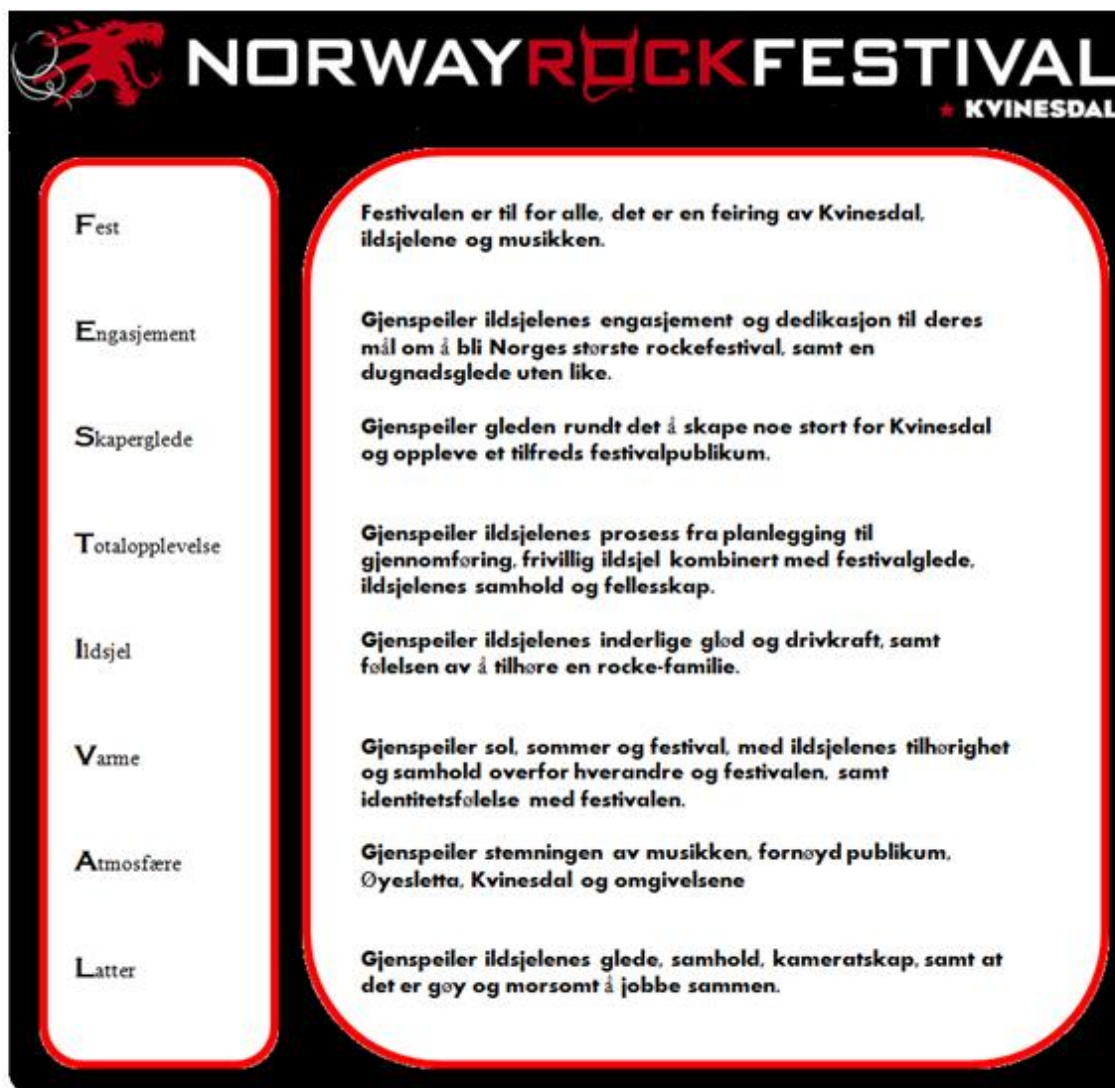 NORWAYROCKFESTIVAL
★ KVINESDAL
Fest
Festivalen er til for alle, det er en feiring av Kvinesdal,
ildsjelene og musikken.
Engasjement
Gjenspeiler ildsjelenes engasjement og dedikasjon til deres
mål om å bli Norges største rockefestival, samt en
dugnadsglede uten like.
Skaperglede
Gjenspeiler gleden rundt det å skape noe stort for Kvinesdal
og oppleve et tilfreds festivalpublikum.
Totalopplevelse
Gjenspeiler ildsjelenes prosess fra planlegging til
gjennomføring, frivillig ildsjel kombinert med festivalglede,
ildsjelenes samhold og fellesskap.
Ildsjel
Gjenspeiler ildsjelenes inderlige glød og drivkraft, samt
følelsen av å tilhøre en rocke-familie.
Varme
Gjenspeiler sol, sommer og festival, med ildsjelenes tilhørighet
og samhold overfor hverandre og festivalen, samt
identitetsfølelse med festivalen.
Atmosfære
Gjenspeiler stemningen av musikken, fornøyd publikum,
Øyesletta, Kvinesdal og omgivelsene
Latter
Gjenspeiler ildsjelenes glede, samhold, kameratskap, samt at
det er gøy og morsomt å jobbe sammen.